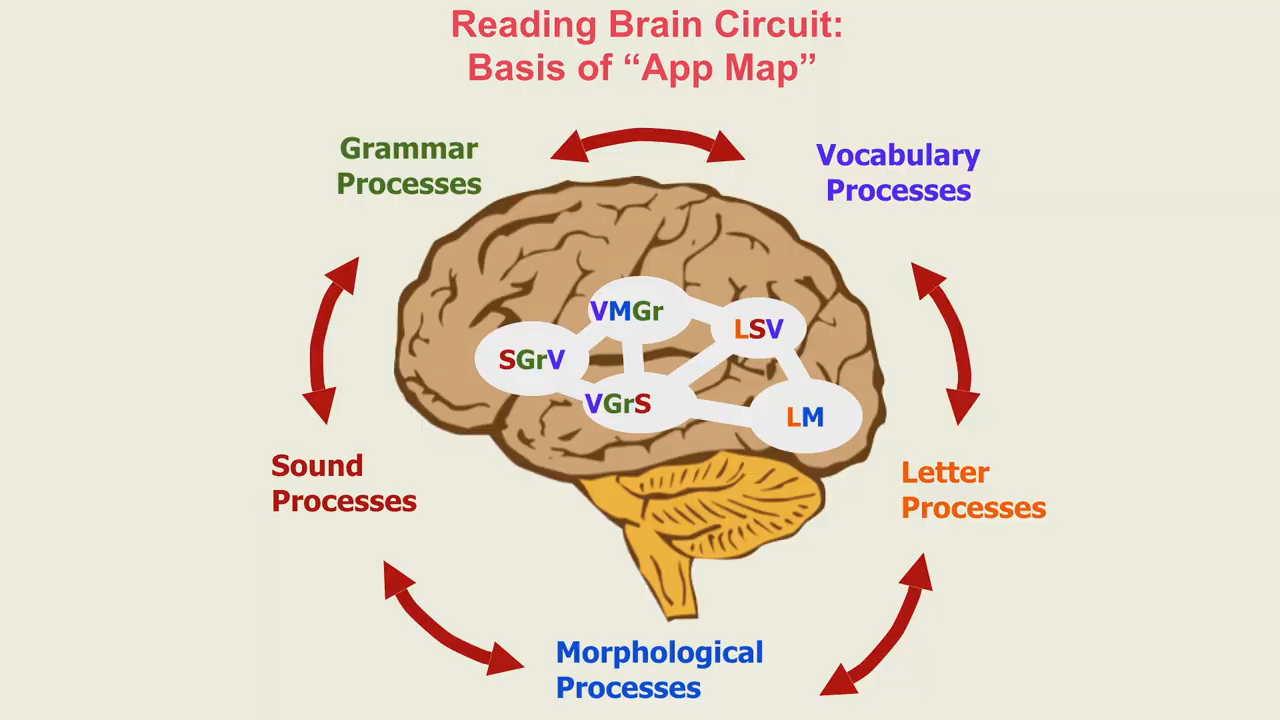 Reading Brain Circuit:
Basis of “App Map”
Grammar
Processes
Vocabulary
Processes
VMGr
LSV
SGrV
VGrS
LM
Sound
Processes
Letter
Processes
Morphological
Processes